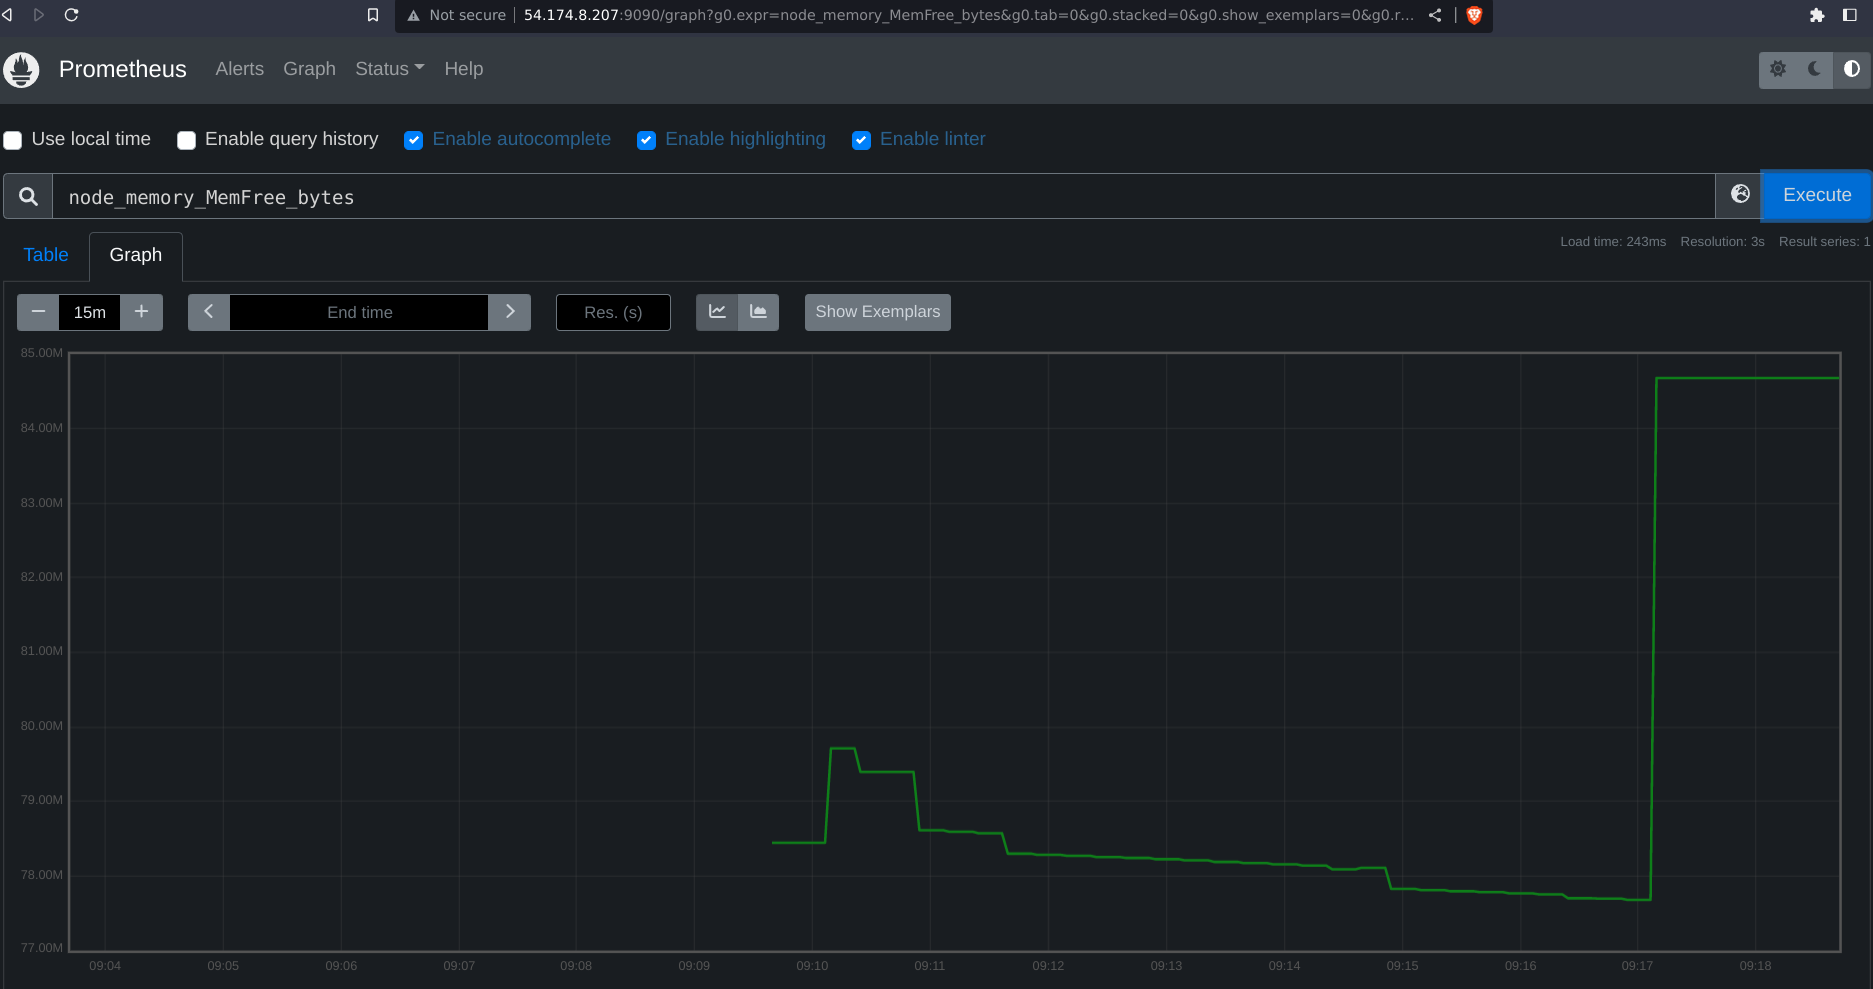 Not secure 54.174.8.207:9090/graph?g0.expr=node_memory_MemFree_bytes&g0.tab=0&g0.stacked=0&g0.show_exemplars=0&g0.r...
Prometheus Alerts Graph Status Help
Use local time Enable query history Enable autocomplete Enable highlighting Enable linter
node_memory_MemFree_bytes Execute
Load time: 243ms Resolution: 3s Result series: 1
Table Graph
15m End time Res. (s) Show Exemplars
85.00M
84.00M
83.00M
82.00M
81.00M
80.00M
79.00M
78.00M
77.00M
09:04 09:05 09:06 09:07 09:08 09:09 09:10 09:11 09:12 09:13 09:14 09:15 09:16 09:17 09:18